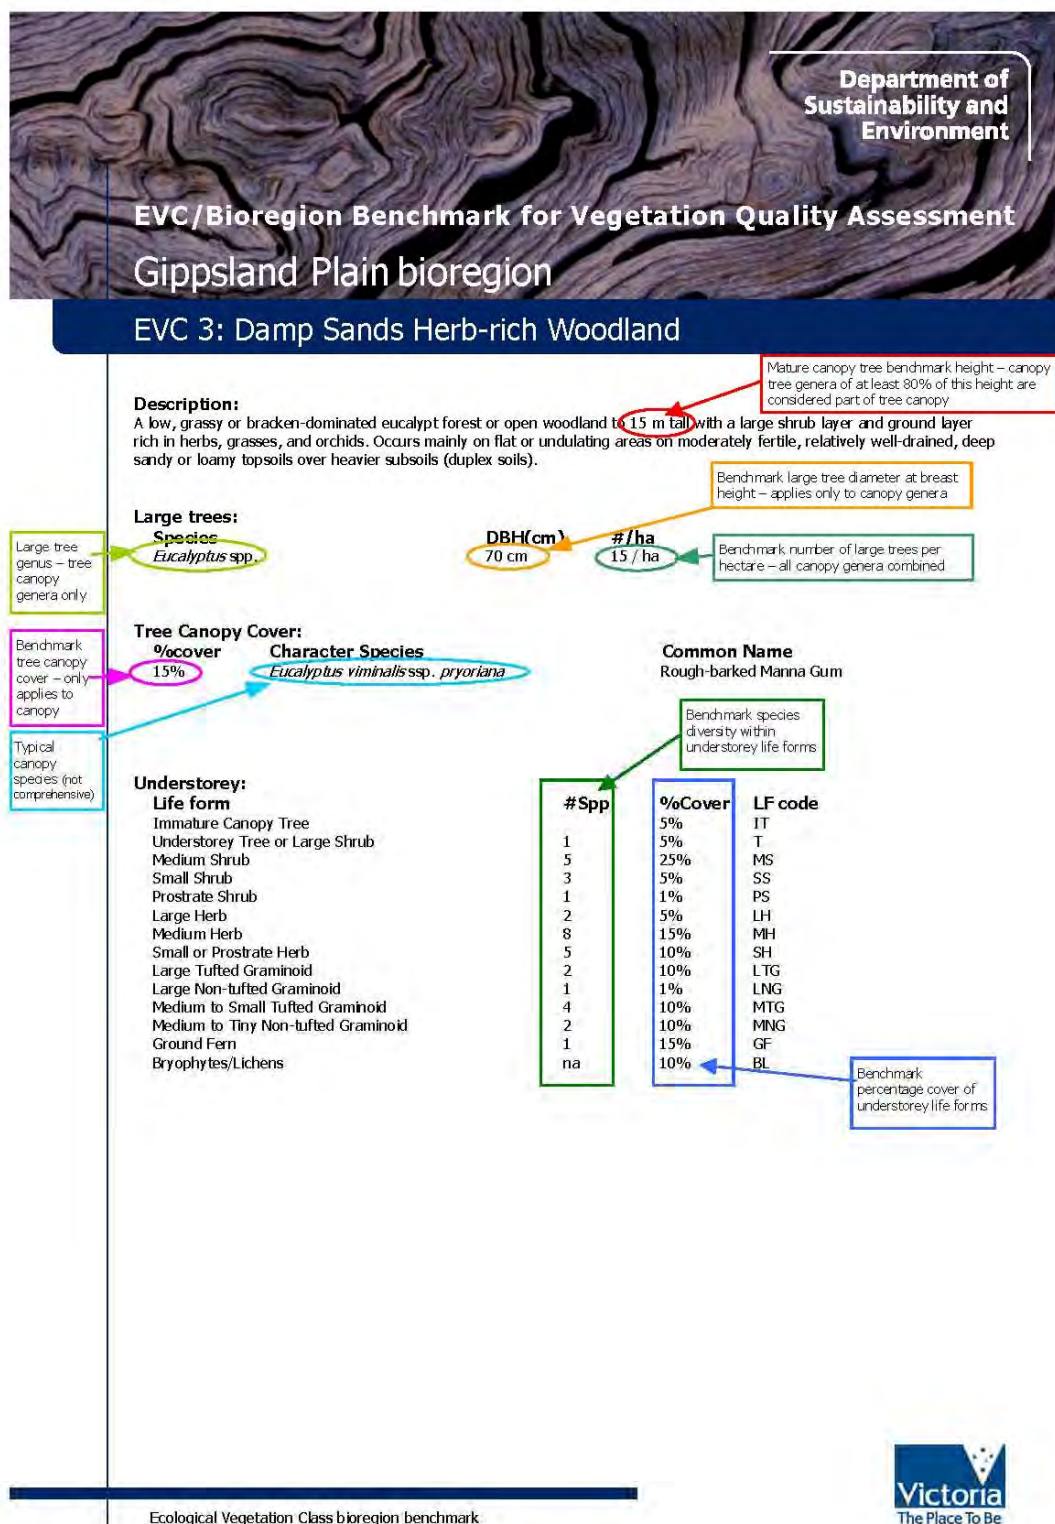 Department of
Sustainability and
Environment
EVC/Bioregion Benchmark for Vegetation Quality Assessment
Gippsland Plain bioregion
EVC 3: Damp Sands Herb-rich Woodland
Mature canopy tree benchmark height – canopy
tree genera of at least 80% of this height are
considered part of tree canopy
Description:
A low, grassy or bracken-dominated eucalypt forest or open woodland to 15 m tall with a large shrub layer and ground layer
rich in herbs, grasses, and orchids. Occurs mainly on flat or undulating areas on moderately fertile, relatively well-drained, deep
sandy or loamy topsoils over heavier subsoils (duplex soils).
Benchmark large tree diameter at breast
height – applies only to canopy genera
Large trees:
Species DBH(cm) #/ha
Eucalyptus spp. 70 cm 15 / ha
Large tree
genus – tree
canopy
genera only
Benchmark number of large trees per
hectare – all canopy genera combined
Tree Canopy Cover:
%cover Character Species Common Name
15% Eucalyptus viminalis ssp. pryoriana Rough-barked Manna Gum
Benchmark
tree canopy
cover – only
applies to
canopy
Typical
canopy
species (not
comprehensive)
Benchmark species
diversity within
understorey life forms
Understorey:
Life form #Spp %Cover LF code
Immature Canopy Tree 5% IT
Understorey Tree or Large Shrub 1 5% T
Medium Shrub 5 25% MS
Small Shrub 3 5% SS
Prostrate Shrub 1 1% PS
Large Herb 2 5% LH
Medium Herb 8 15% MH
Small or Prostrate Herb 5 10% SH
Large Tufted Graminoid 2 10% LTG
Large Non-tufted Graminoid 1 1% LNG
Medium to Small Tufted Graminoid 4 10% MTG
Medium to Tiny Non-tufted Graminoid 2 10% MNG
Ground Fern 1 15% GF
Bryophytes/Lichens na 10% BL
Benchmark
percentage cover of
understorey life forms
Victoria
The Place To Be
Ecological Vegetation Class bioregion benchmark